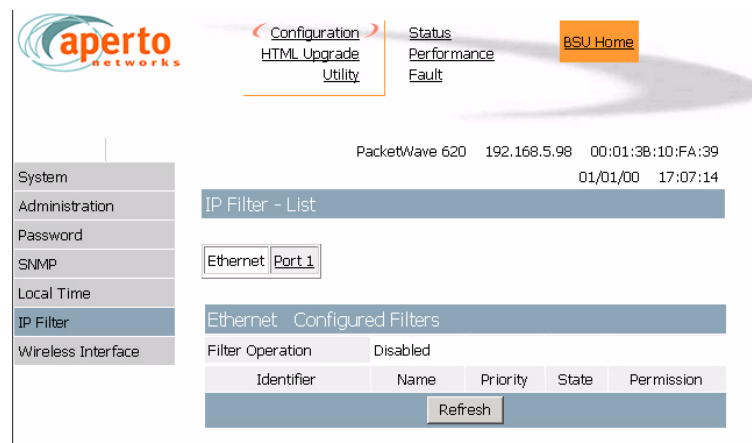 aperto
networks
Configuration
HTML Upgrade
Utility
Status
Performance
Fault
BSU Home
PacketWave 620 192.168.5.98 00:01:3B:10:FA:39
01/01/00 17:07:14
System
Administration
Password
SNMP
Local Time
IP Filter
Wireless Interface
IP Filter - List
Ethernet Port 1
Ethernet Configured Filters
Filter Operation Disabled
Identifier Name Priority State Permission
Refresh